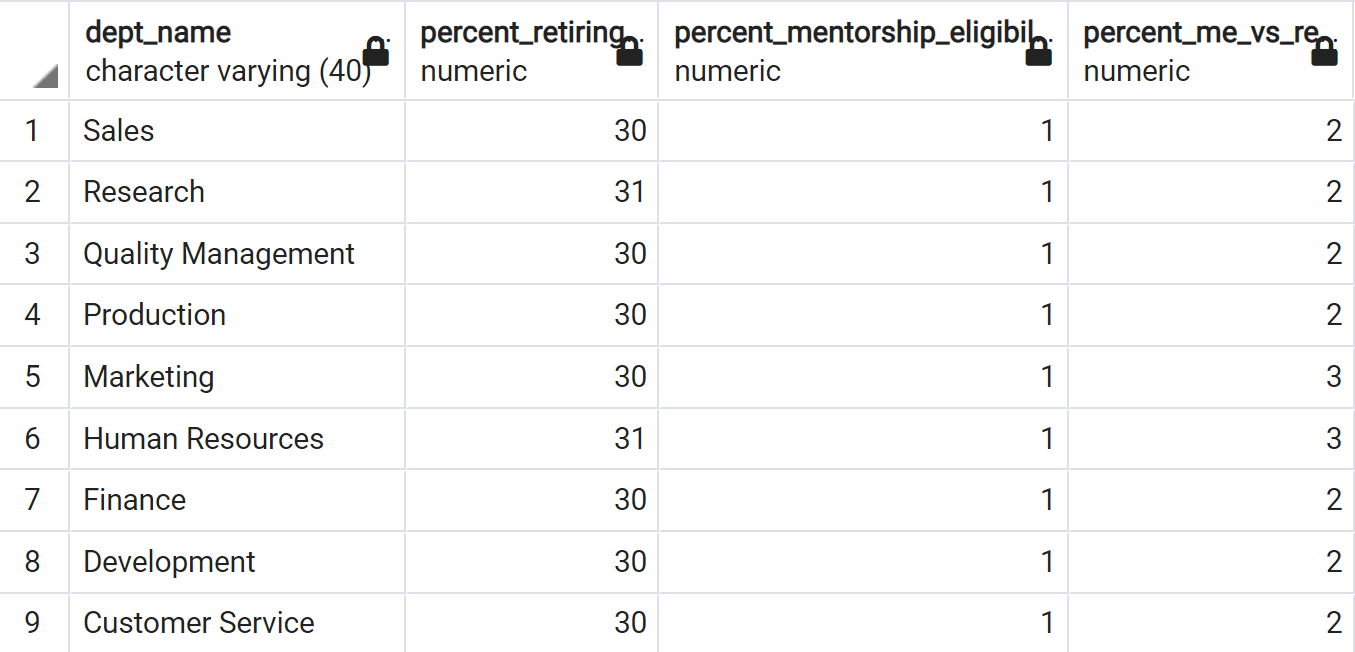 dept_name percent_retiring.. percent_mentorship_eligibil... percent_me_vs_re...
character varying (40) numeric numeric numeric
1 Sales 30 1 2
2 Research 31 1 2
3 Quality Management 30 1 2
4 Production 30 1 2
5 Marketing 30 1 3
6 Human Resources 31 1 3
7 Finance 30 1 2
8 Development 30 1 2
9 Customer Service 30 1 2